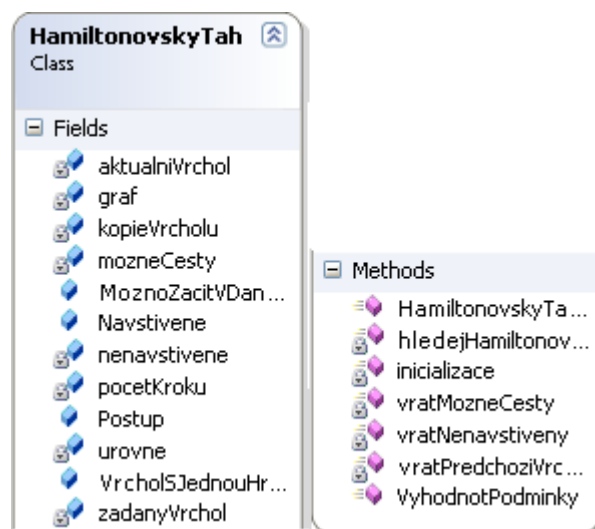 HamiltonovskyTah
Class
Fields
aktualniVrchol
graf
kopieVrcholu
mozneCesty
MoznoZacitVDan...
Navstivene
nenavstivene
pocetKroku
Postup
urovne
VrcholSJednouHr...
zadanyVrchol
Methods
HamiltonovskyTa...
hledejHamiltonov...
inicializace
vratMozneCesty
vratNenavstiveny
vratPredchoziVrc...
VyhodnotPodminky